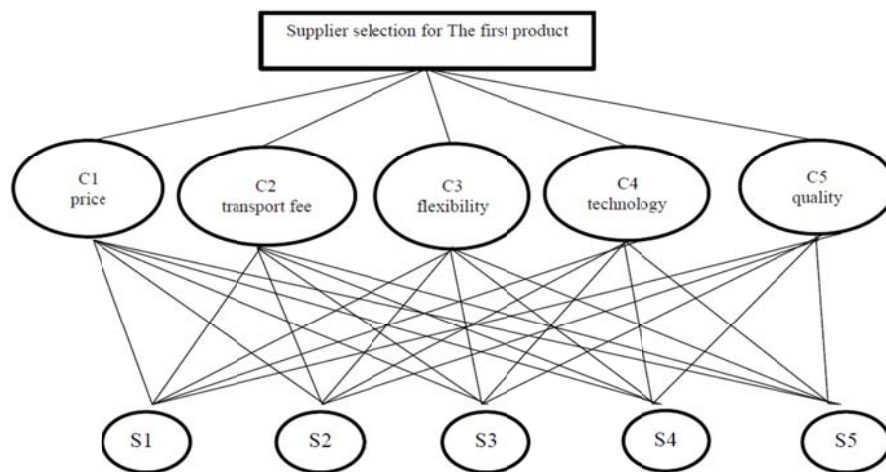 Supplier selection for The first product
C1
price
C2
transport fee
C3
flexibility
C4
technology
C5
quality
S1
S2
S3
S4
S5